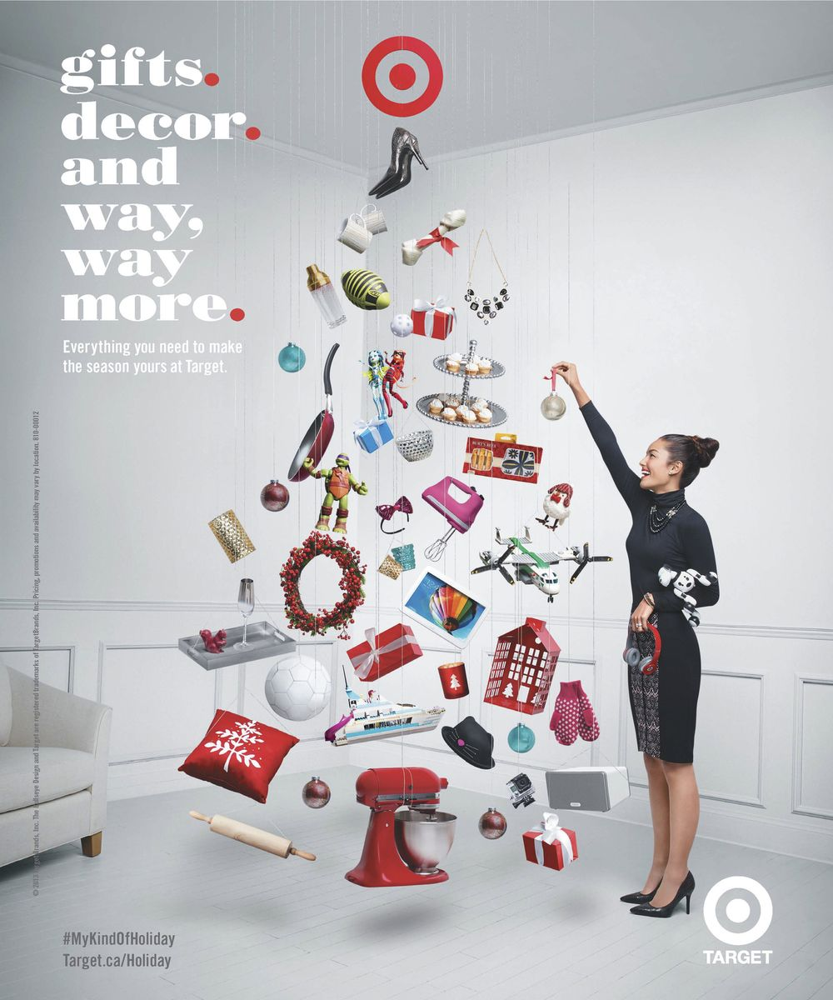 gifts.
decor.
and
way,
way
more.
Everything you need to make
the season yours at Target.
BURT'S BEES
© 2013 Target Brands, Inc. The Bullseye Design and Target are registered trademarks of Target Brands, Inc. Pricing, promotions and availability may vary by location. 810-00012
#MyKindOfHoliday
Target.ca/Holiday
TARGET